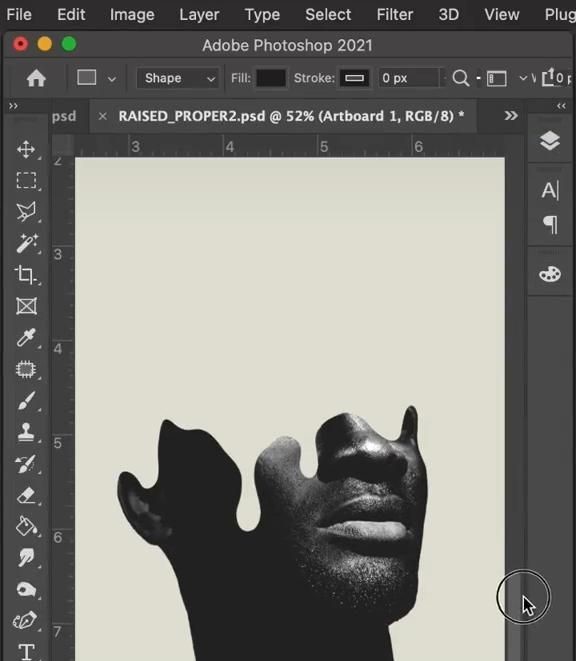 File Edit Image Layer Type Select Filter 3D View Plug
Adobe Photoshop 2021
Shape Fill: Stroke: 0 px
psd × RAISED_PROPER2.psd @ 52% (Artboard 1, RGB/8) *
3 4 5 6
2
3
4
5
6
7